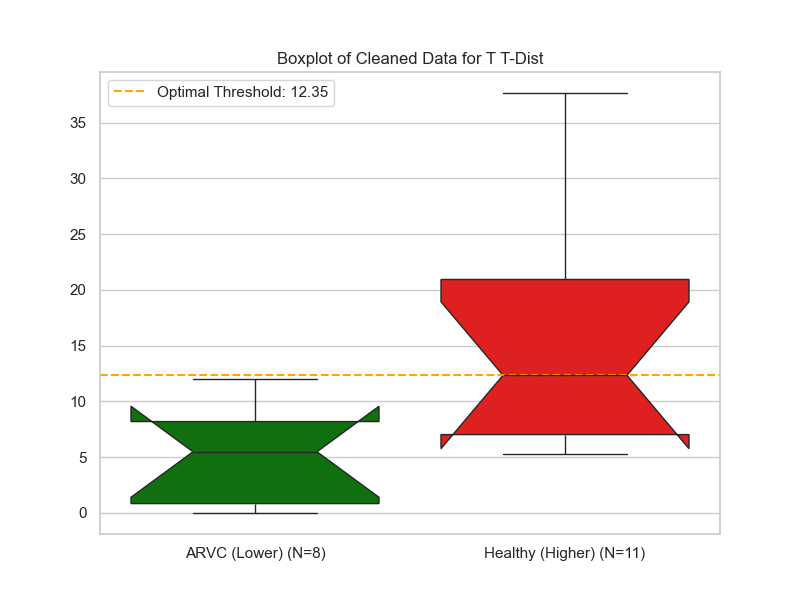 Boxplot of Cleaned Data for T T-Dist
Optimal Threshold: 12.35
35
30
25
20
15
10
5
0
ARVC (Lower) (N=8)
Healthy (Higher) (N=11)